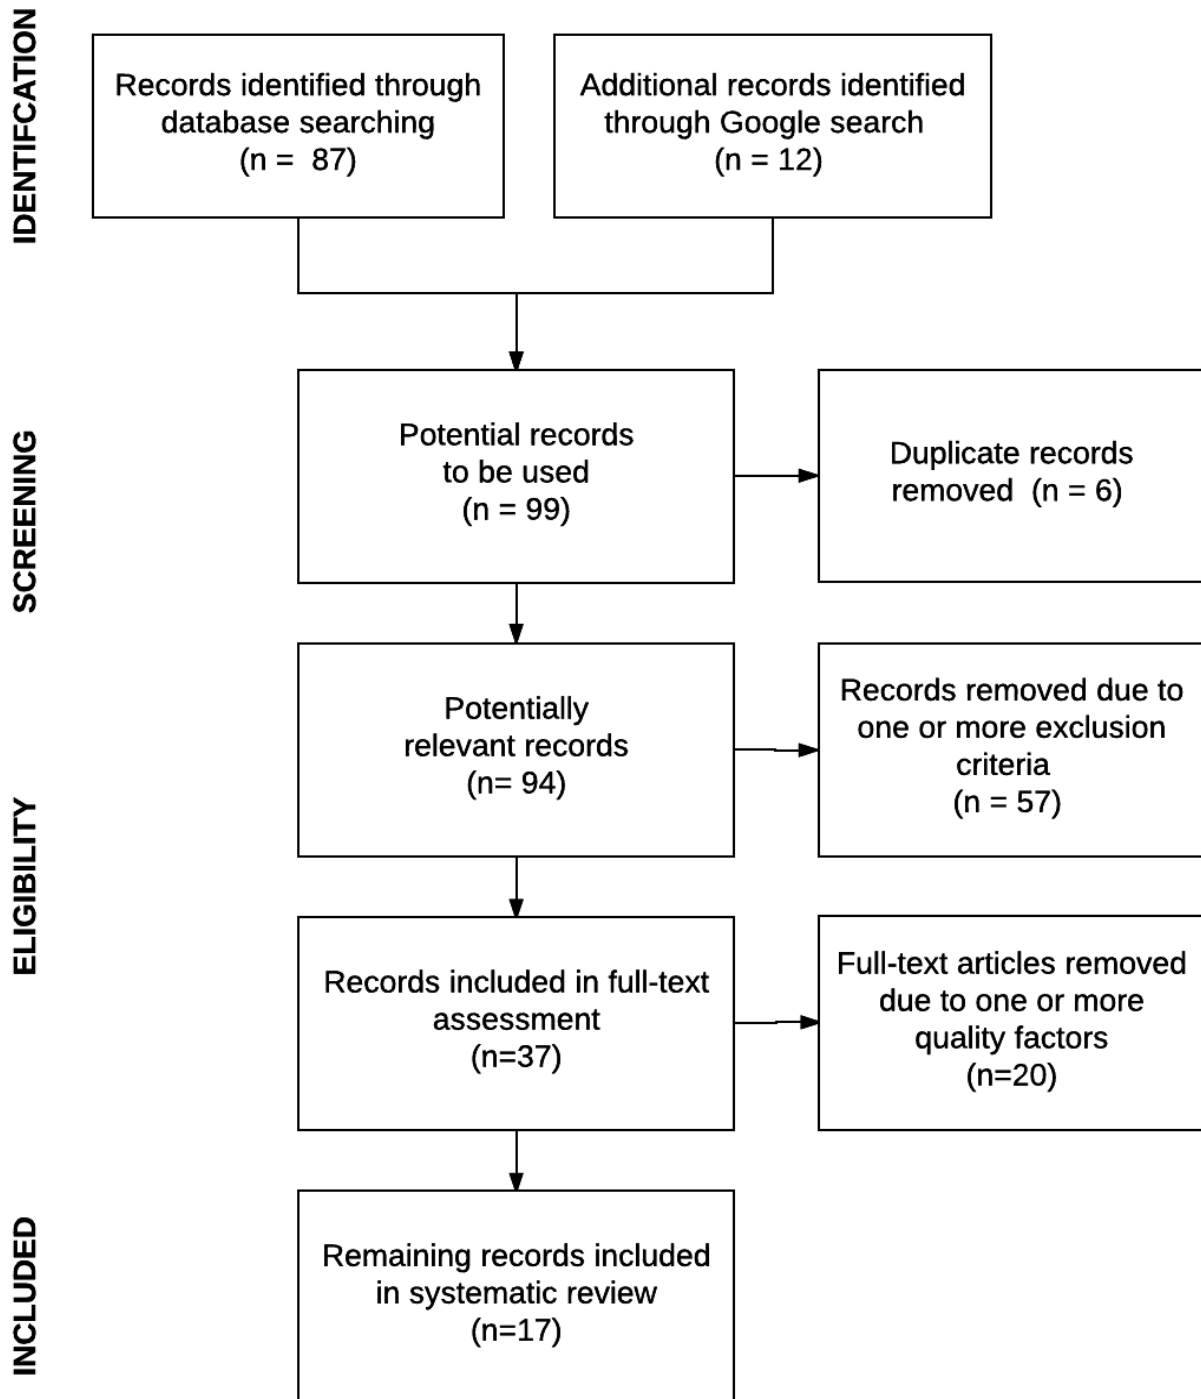 IDENTIFCATION
Records identified through
database searching
(n =  87)
Additional records identified
through Google search
(n = 12)
SCREENING
Potential records
to be used
(n = 99)
Duplicate records
removed  (n = 6)
ELIGIBILITY
Potentially
relevant records
(n= 94)
Records removed due to
one or more exclusion
criteria
(n = 57)
Records included in full-text
assessment
(n=37)
Full-text articles removed
due to one or more
quality factors
(n=20)
INCLUDED
Remaining records included
in systematic review
(n=17)